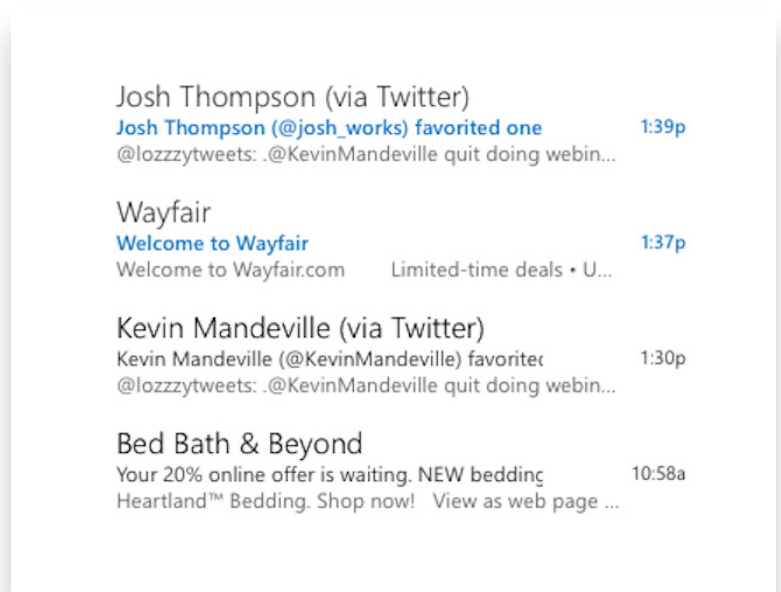 Josh Thompson (via Twitter)
Josh Thompson (@josh_works) favorited one 1:39p
@lozzzytweets: .@KevinMandeville quit doing webin...
Wayfair
Welcome to Wayfair 1:37p
Welcome to Wayfair.com Limited-time deals • U...
Kevin Mandeville (via Twitter)
Kevin Mandeville (@KevinMandeville) favorited 1:30p
@lozzzytweets: .@KevinMandeville quit doing webin...
Bed Bath & Beyond
Your 20% online offer is waiting. NEW bedding 10:58a
Heartland™ Bedding. Shop now! View as web page ...